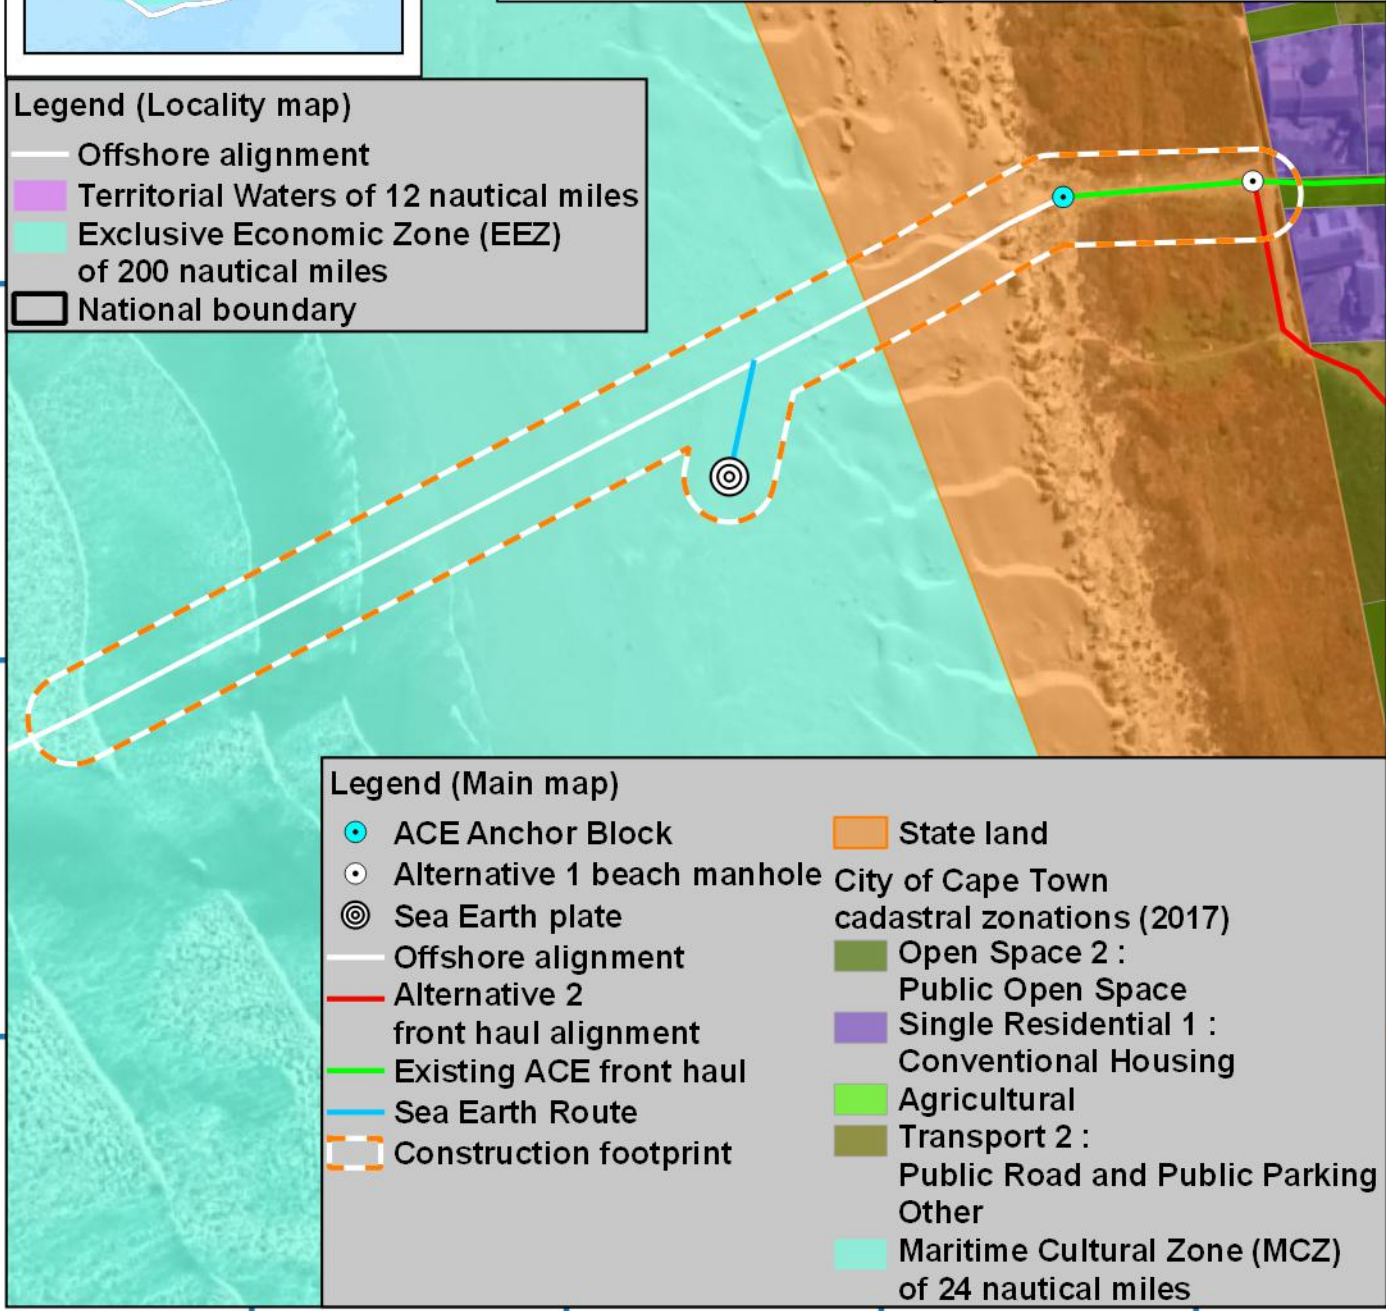 Legend (Locality map)
Offshore alignment
Territorial Waters of 12 nautical miles
Exclusive Economic Zone (EEZ)
of 200 nautical miles
National boundary
Legend (Main map)
ACE Anchor Block
Alternative 1 beach manhole
Sea Earth plate
Offshore alignment
Alternative 2
front haul alignment
Existing ACE front haul
Sea Earth Route
Construction footprint
State land
City of Cape Town
cadastral zonations (2017)
Open Space 2 :
Public Open Space
Single Residential 1 :
Conventional Housing
Agricultural
Transport 2 :
Public Road and Public Parking
Other
Maritime Cultural Zone (MCZ)
of 24 nautical miles